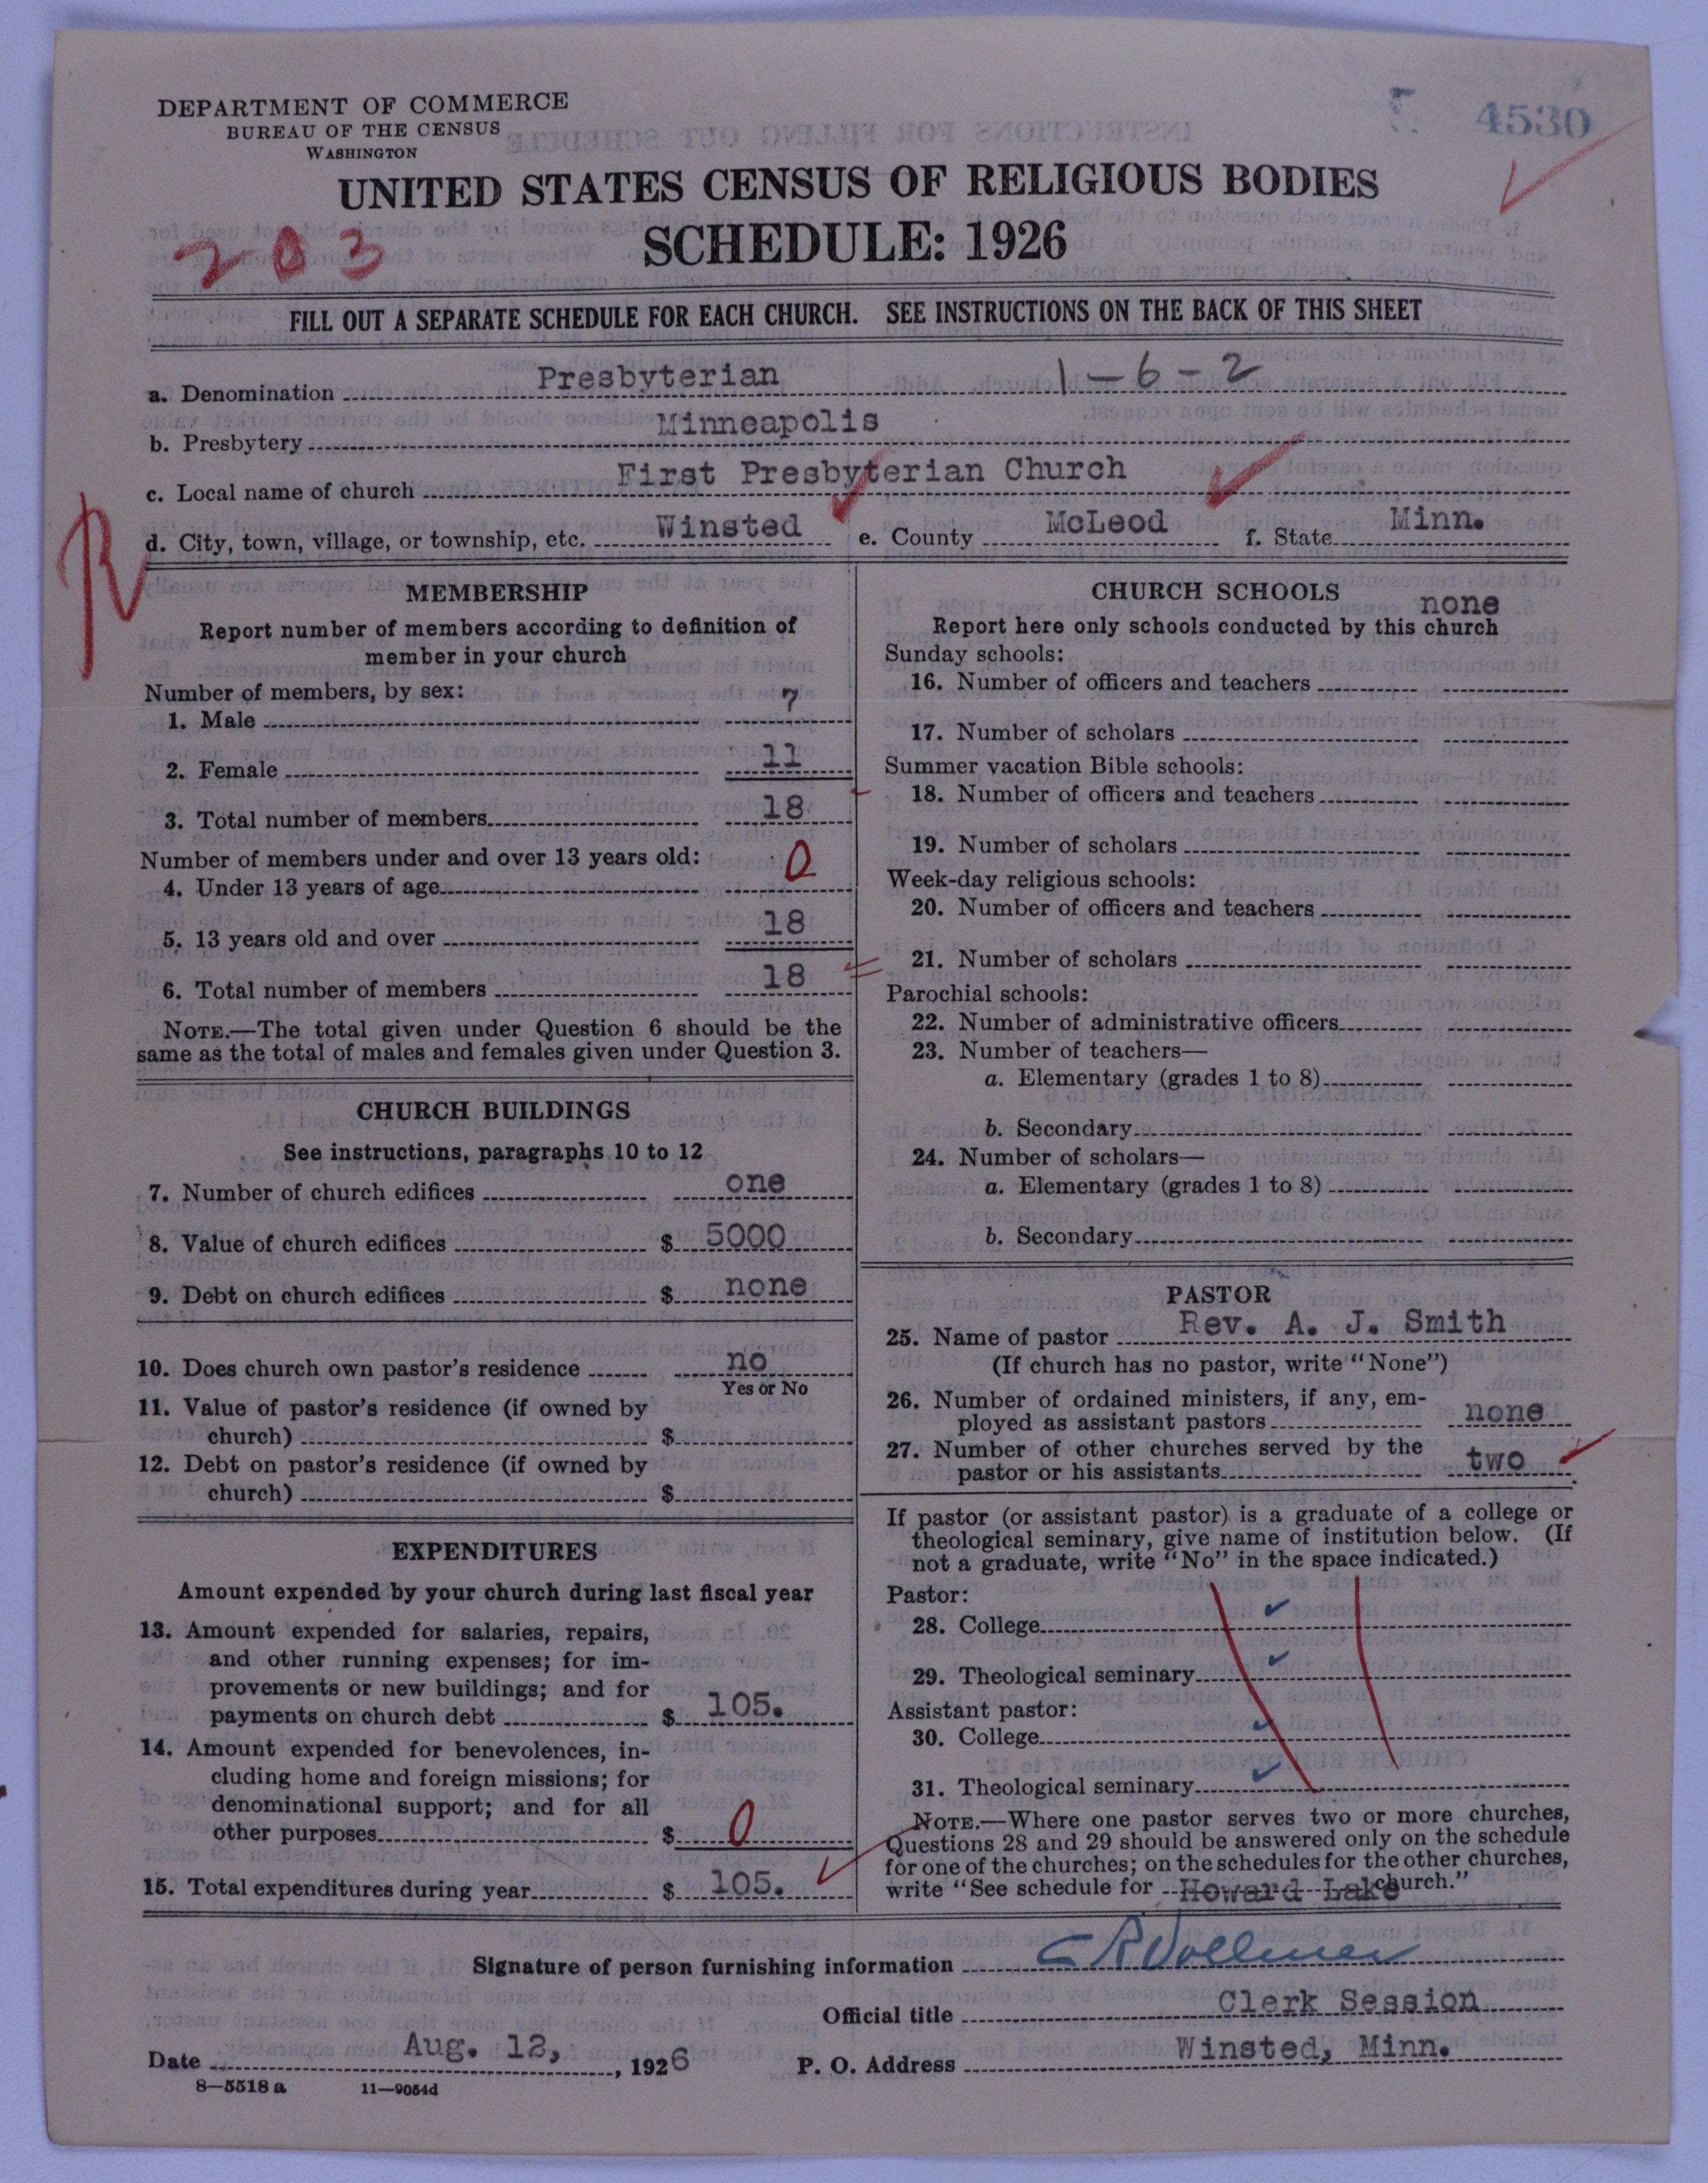 DEPARTMENT OF COMMERCE
BUREAU OF THE CENSUS
WASHINGTON
4530
UNITED STATES CENSUS OF RELIGIOUS BODIES
SCHEDULE: 1926
203
FILL OUT A SEPARATE SCHEDULE FOR EACH CHURCH. SEE INSTRUCTIONS ON THE BACK OF THIS SHEET
a. Denomination Presbyterian 1-6-2
b. Presbytery Minneapolis
c. Local name of church First Presbyterian Church
d. City, town, village, or township, etc. Winsted e. County McLeod f. State Minn.
R
MEMBERSHIP
Report number of members according to definition of
member in your church
Number of members, by sex:
1. Male 7
2. Female 11
3. Total number of members 18
Number of members under and over 13 years old:
4. Under 13 years of age 0
5. 13 years old and over 18
6. Total number of members 18
NOTE.—The total given under Question 6 should be the
same as the total of males and females given under Question 3.
CHURCH BUILDINGS
See instructions, paragraphs 10 to 12
7. Number of church edifices one
8. Value of church edifices $ 5000
9. Debt on church edifices $ none
10. Does church own pastor's residence no
Yes or No
11. Value of pastor's residence (if owned by
church) $
12. Debt on pastor's residence (if owned by
church) $
EXPENDITURES
Amount expended by your church during last fiscal year
13. Amount expended for salaries, repairs,
and other running expenses; for im-
provements or new buildings; and for
payments on church debt $ 105.
14. Amount expended for benevolences, in-
cluding home and foreign missions; for
denominational support; and for all
other purposes $ 0
15. Total expenditures during year $ 105.
CHURCH SCHOOLS none
Report here only schools conducted by this church
Sunday schools:
16. Number of officers and teachers
17. Number of scholars
Summer vacation Bible schools:
18. Number of officers and teachers
19. Number of scholars
Week-day religious schools:
20. Number of officers and teachers
21. Number of scholars
Parochial schools:
22. Number of administrative officers
23. Number of teachers—
a. Elementary (grades 1 to 8)
b. Secondary
24. Number of scholars—
a. Elementary (grades 1 to 8)
b. Secondary
PASTOR
25. Name of pastor Rev. A. J. Smith
(If church has no pastor, write "None")
26. Number of ordained ministers, if any, em-
ployed as assistant pastors none
27. Number of other churches served by the
pastor or his assistants two
If pastor (or assistant pastor) is a graduate of a college or
theological seminary, give name of institution below. (If
not a graduate, write "No" in the space indicated.)
Pastor:
28. College
29. Theological seminary
Assistant pastor:
30. College
31. Theological seminary
NOTE.—Where one pastor serves two or more churches,
Questions 28 and 29 should be answered only on the schedule
for one of the churches; on the schedules for the other churches,
write "See schedule for Howard Lake church."
Signature of person furnishing information C R Vollmer
Official title Clerk Session
Date Aug. 12, 1926 P. O. Address Winsted, Minn.
8—5518 a 11—9054d